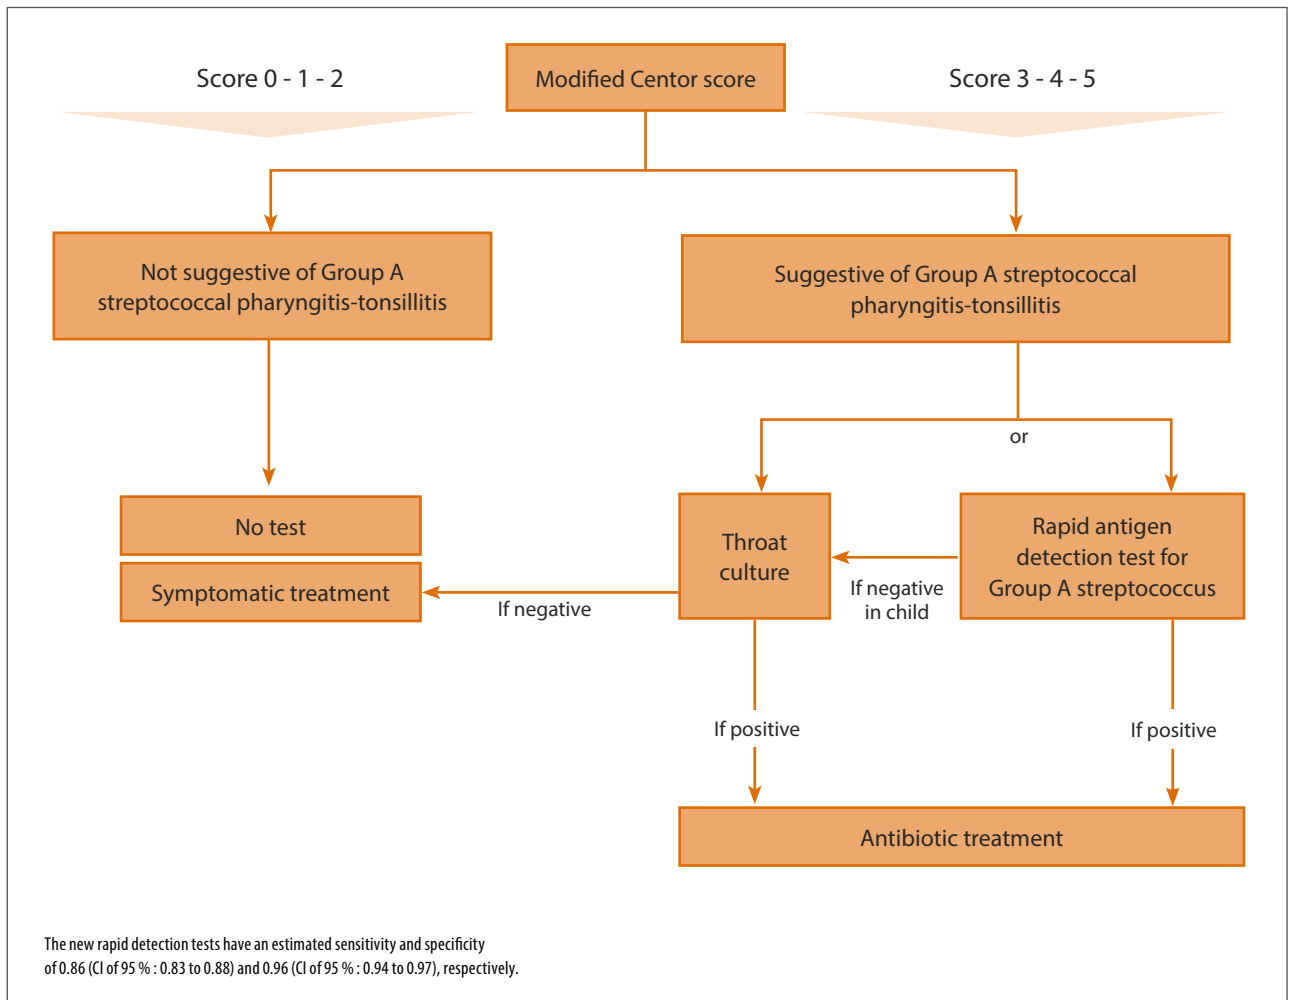 Score 0 - 1 - 2
Modified Centor score
Score 3 - 4 - 5
Not suggestive of Group A
streptococcal pharyngitis-tonsillitis
Suggestive of Group A streptococcal
pharyngitis-tonsillitis
or
No test
Symptomatic treatment
If negative
Throat
culture
If negative
in child
Rapid antigen
detection test for
Group A streptococcus
If positive
If positive
Antibiotic treatment
The new rapid detection tests have an estimated sensitivity and specificity
of 0.86 (CI of 95 % : 0.83 to 0.88) and 0.96 (CI of 95 % : 0.94 to 0.97), respectively.